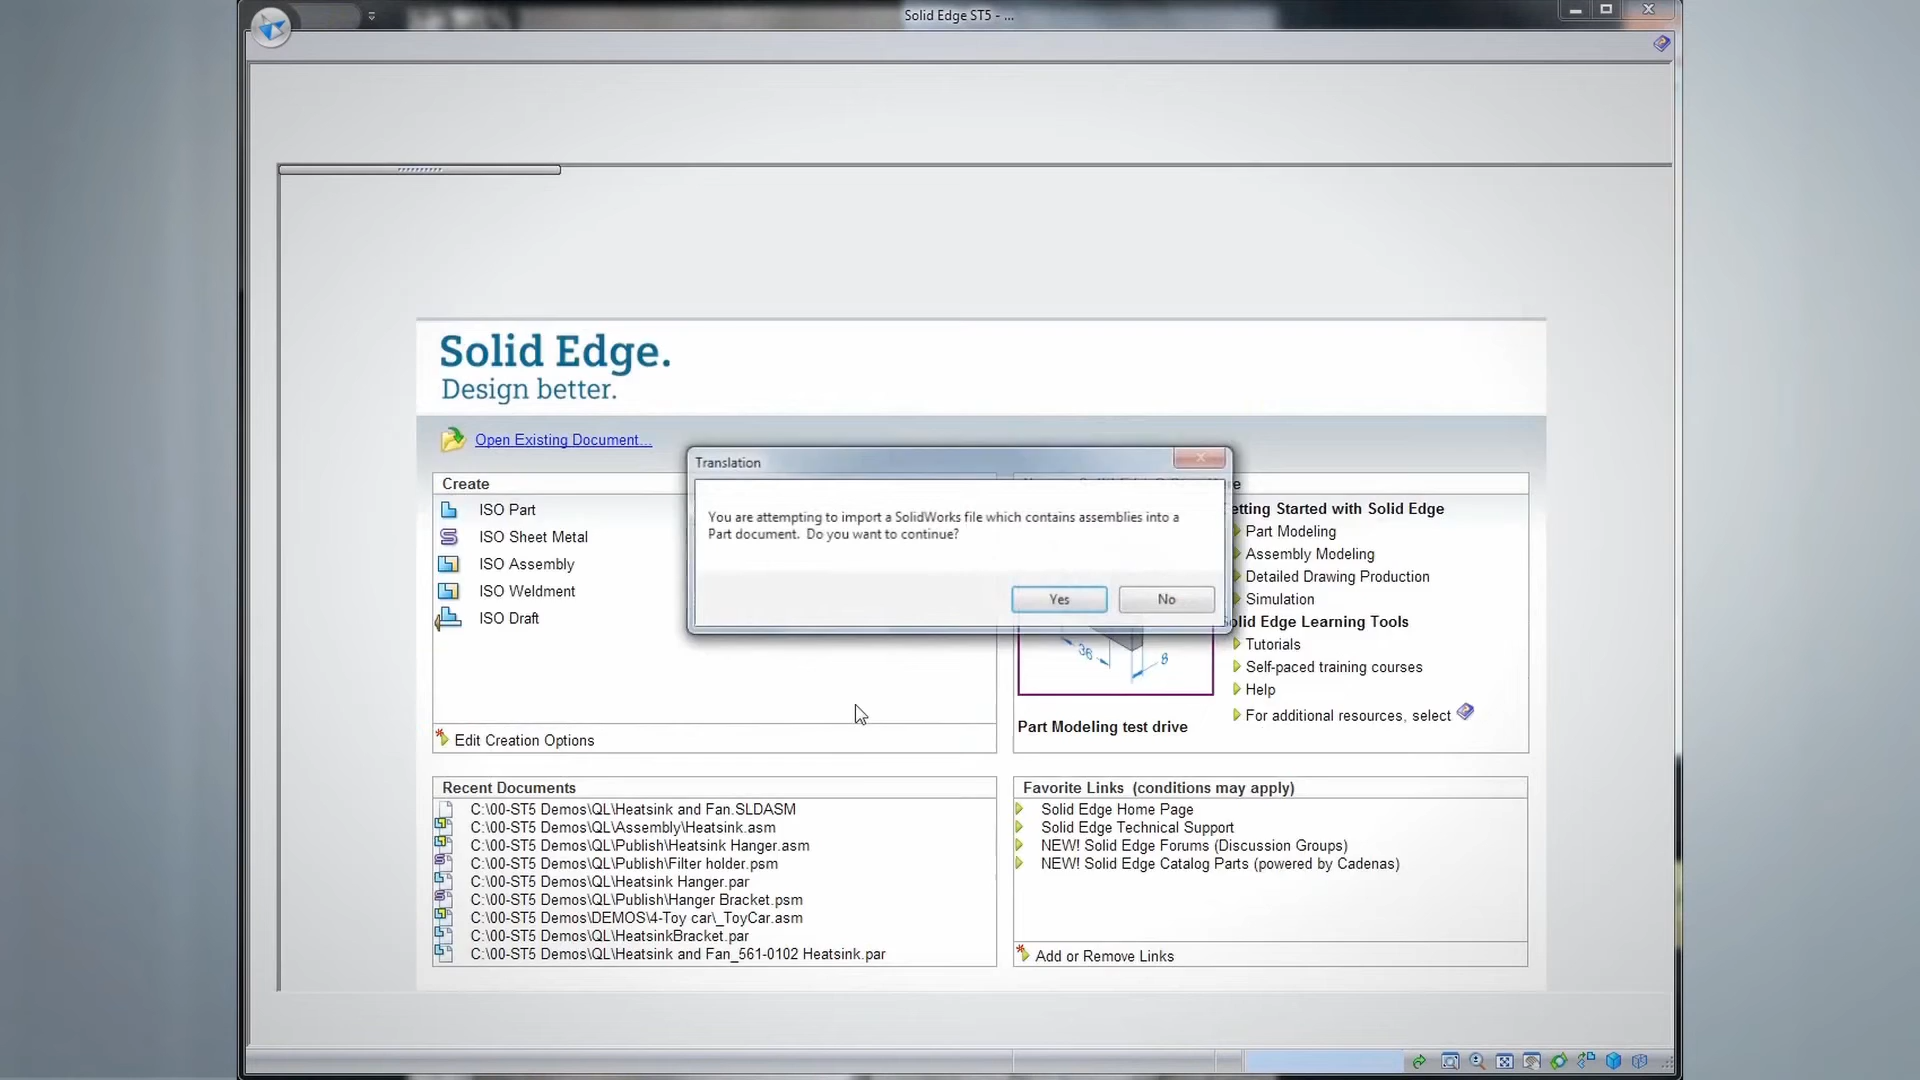 Solid Edge ST5 - ...
Solid Edge.
Design better.
Open Existing Document...
Translation
You are attempting to import a SolidWorks file which contains assemblies into a
Part document.  Do you want to continue?
Yes
No
Create
ISO Part
ISO Sheet Metal
ISO Assembly
ISO Weldment
ISO Draft
Edit Creation Options
36
8
Part Modeling test drive
etting Started with Solid Edge
Part Modeling
Assembly Modeling
Detailed Drawing Production
Simulation
olid Edge Learning Tools
Tutorials
Self-paced training courses
Help
For additional resources, select
Recent Documents
C:\00-ST5 Demos\QL\Heatsink and Fan.SLDASM
C:\00-ST5 Demos\QL\Assembly\Heatsink.asm
C:\00-ST5 Demos\QL\Publish\Heatsink Hanger.asm
C:\00-ST5 Demos\QL\Publish\Filter holder.psm
C:\00-ST5 Demos\QL\Heatsink Hanger.par
C:\00-ST5 Demos\QL\Publish\Hanger Bracket.psm
C:\00-ST5 Demos\DEMOS\4-Toy car\_ToyCar.asm
C:\00-ST5 Demos\QL\HeatsinkBracket.par
C:\00-ST5 Demos\QL\Heatsink and Fan_561-0102 Heatsink.par
Favorite Links  (conditions may apply)
Solid Edge Home Page
Solid Edge Technical Support
NEW! Solid Edge Forums (Discussion Groups)
NEW! Solid Edge Catalog Parts (powered by Cadenas)
Add or Remove Links